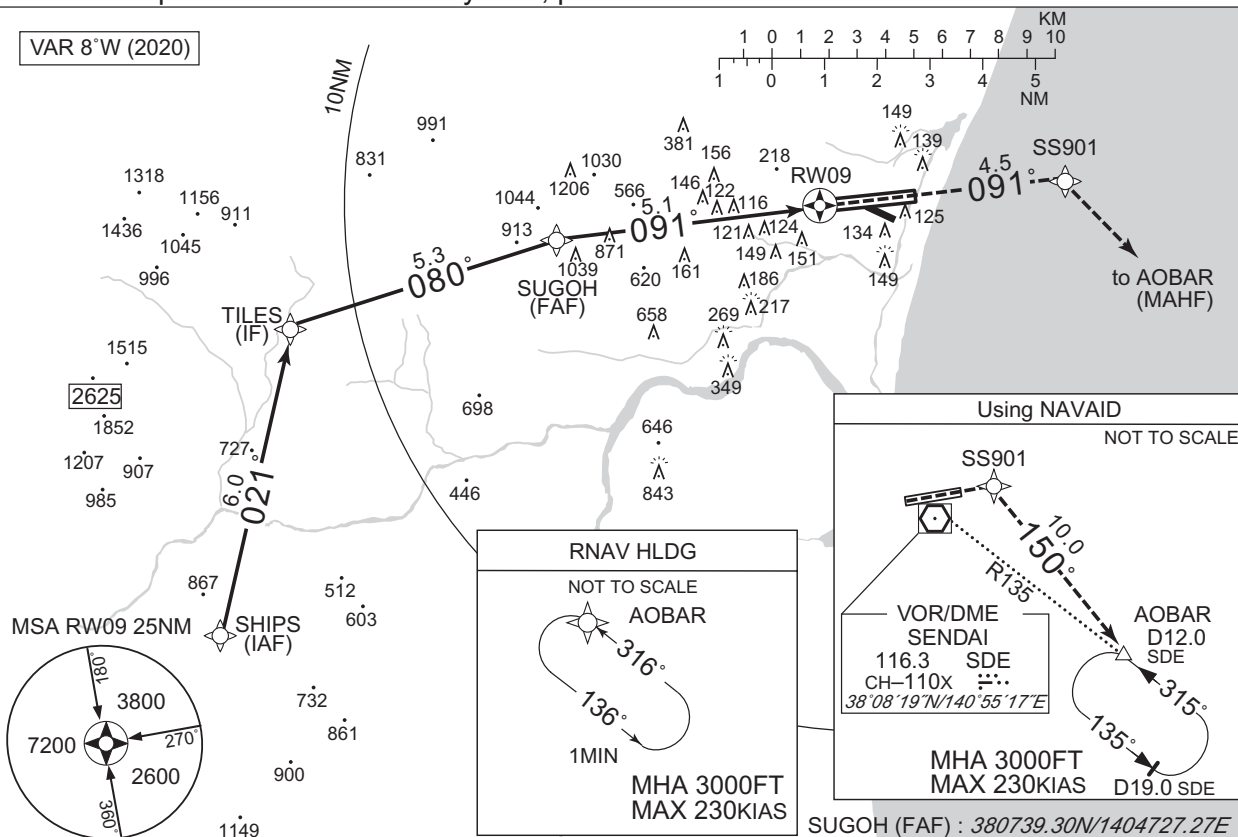 VAR 8°W (2020)
KM
1 0 1 2 3 4 5 6 7 8 9 10
1 0 1 2 3 4 5
NM
10NM
991
831
1318
1156
911
1436
1045
996
381
1030
1206
156
218
149
139
1044
566
146
122
116
913
871
1039
620
161
121
124
149
151
134
125
149
186
217
658
269
349
RW09
SS901
4.5
091°
5.1
091°
5.3
080°
SUGOH
(FAF)
TILES
(IF)
to AOBAR
(MAHF)
1515
2625
1852
1207
907
985
727
6.0
021°
698
446
646
843
867
512
603
SHIPS
(IAF)
732
861
900
1149
MSA RW09 25NM
180°
3800
7200
270°
2600
360°
RNAV HLDG
NOT TO SCALE
AOBAR
316°
136°
1MIN
MHA 3000FT
MAX 230KIAS
Using NAVAID
NOT TO SCALE
SS901
10.0
150°
R135
VOR/DME
SENDAI
116.3 SDE
CH–110X
38°08´19˝N/140°55´17˝E
AOBAR
D12.0
SDE
315°
135°
D19.0 SDE
MHA 3000FT
MAX 230KIAS
SUGOH (FAF) : 380739.30N/1404727.27E